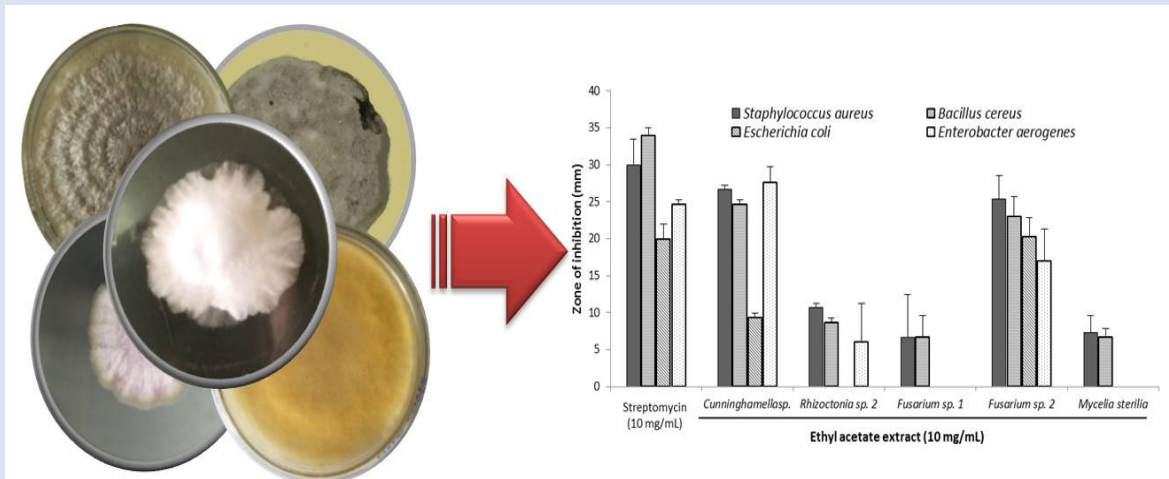 Staphylococcus aureus
Bacillus cereus
Escherichia coli
Enterobacter aerogenes
Zone of inhibition (mm)
40
35
30
25
20
15
10
5
0
Streptomycin
(10 mg/mL)
Cunninghamellasp.
Rhizoctonia sp. 2
Fusarium sp. 1
Fusarium sp. 2
Mycelia sterilia
Ethyl acetate extract (10 mg/mL)